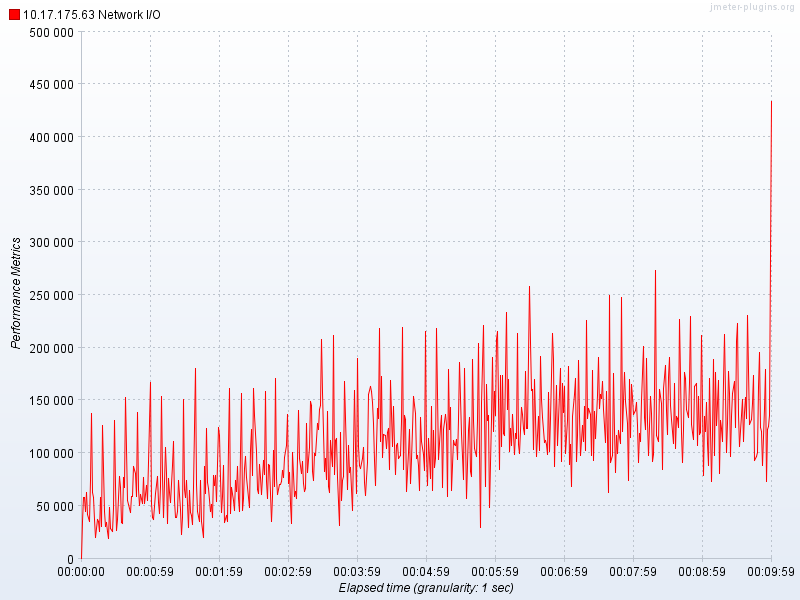 jmeter-plugins.org
10.17.175.63 Network I/O
500 000
450 000
400 000
350 000
300 000
250 000
200 000
150 000
100 000
50 000
0
Performance Metrics
00:00:00 00:00:59 00:01:59 00:02:59 00:03:59 00:04:59 00:05:59 00:06:59 00:07:59 00:08:59 00:09:59
Elapsed time (granularity: 1 sec)